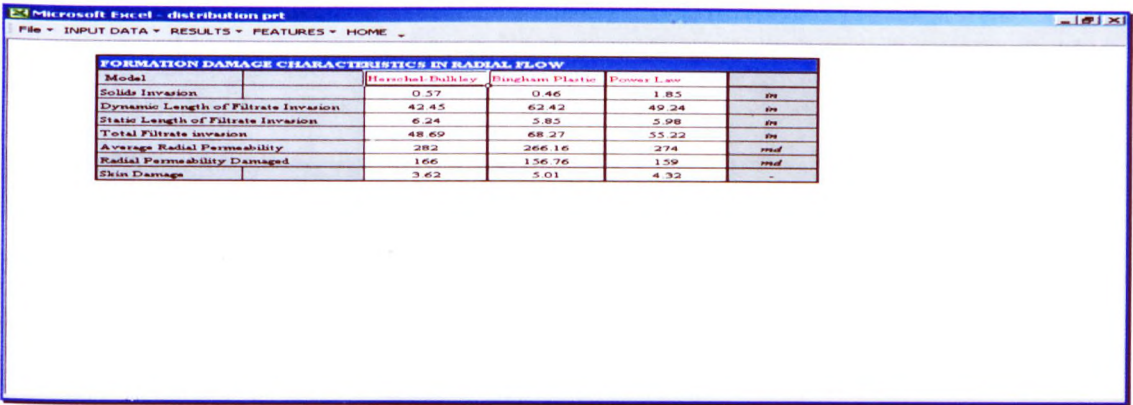 Microsoft Excel - distribution prt
File INPUT DATA RESULTS FEATURES HOME
FORMATION DAMAGE CHARACTERISTICS IN RADIAL FLOW
Model Herschel-Bulkley Bingham Plastic Power Law
Solids Invasion 0.57 0.46 1.85 in
Dynamic Length of Filtrate Invasion 42.45 62.42 49.24 in
Static Length of Filtrate Invasion 6.24 5.85 5.98 in
Total Filtrate invasion 48.69 68.27 55.22 in
Average Radial Permeability 282 266.16 274 md
Radial Permeability Damaged 166 156.76 159 md
Skin Damage 3.62 5.01 4.32 -